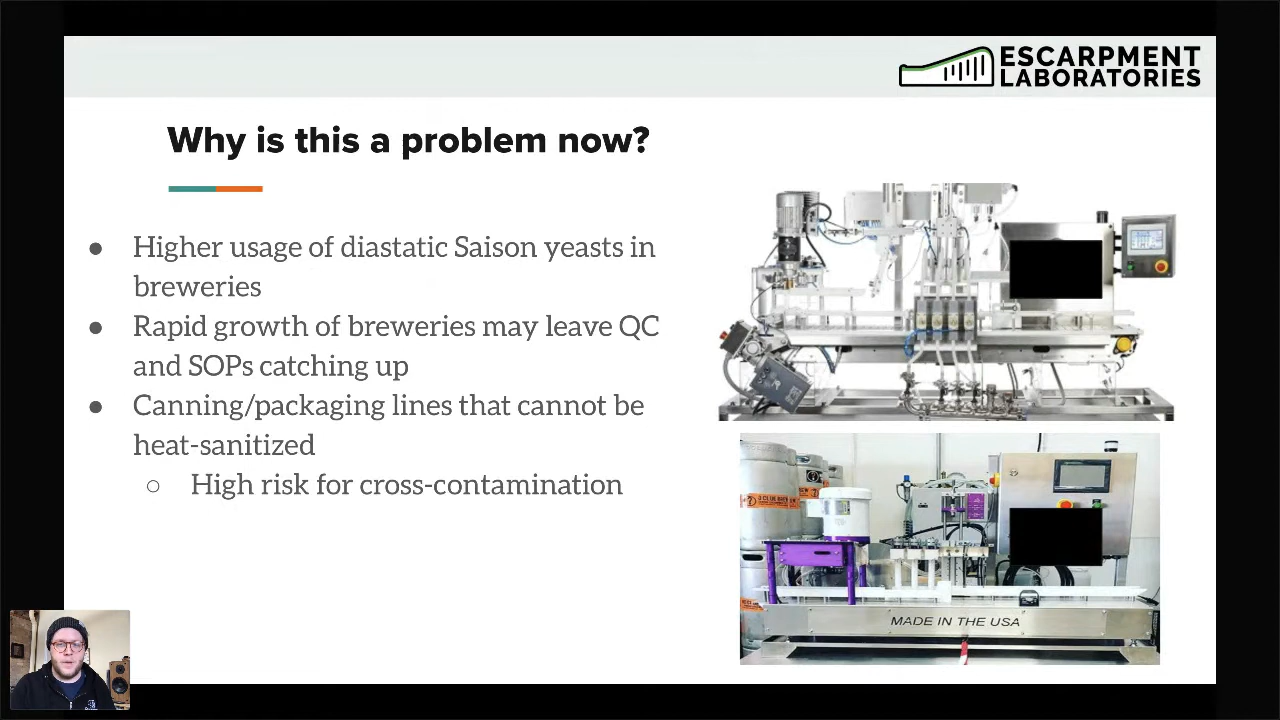 ESCARPMENT
LABORATORIES
Why is this a problem now?
● Higher usage of diastatic Saison yeasts in
breweries
● Rapid growth of breweries may leave QC
and SOPs catching up
● Canning/packaging lines that cannot be
heat-sanitized
○ High risk for cross-contamination
MADE IN THE USA